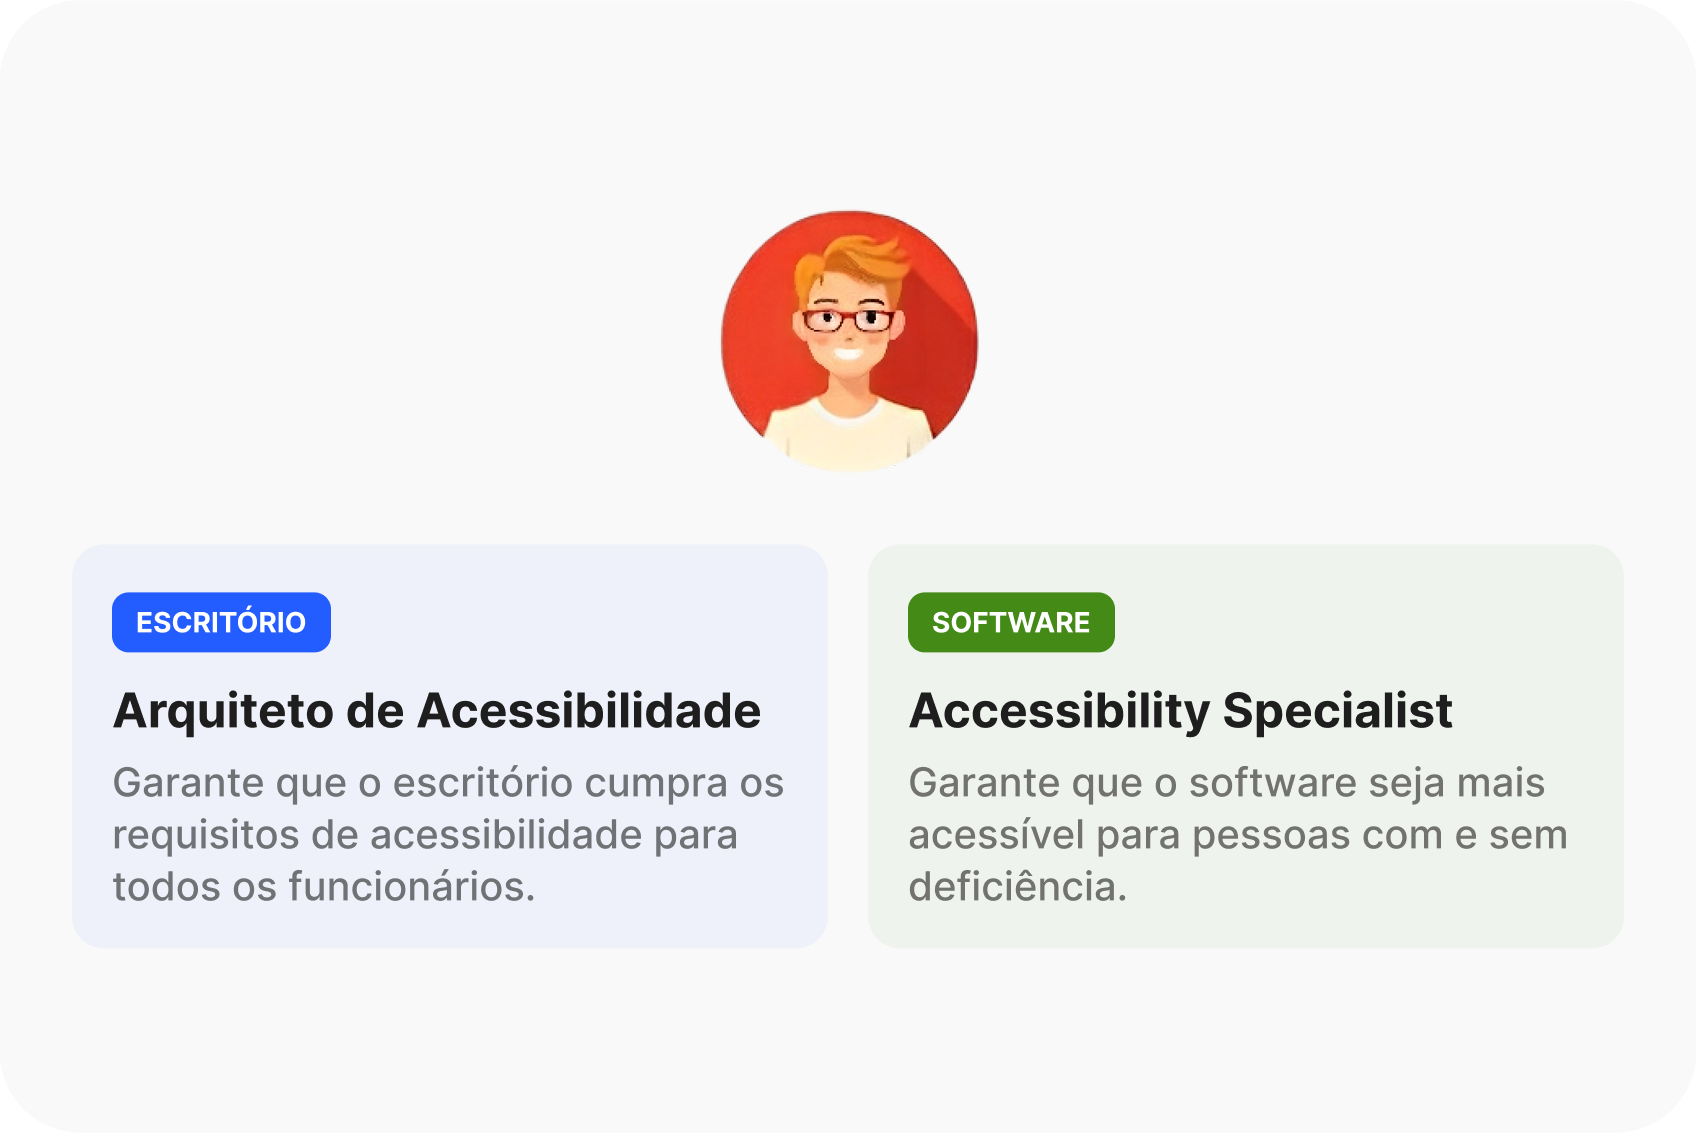 ESCRITÓRIO
Arquiteto de Acessibilidade
Garante que o escritório cumpra os
requisitos de acessibilidade para
todos os funcionários.
SOFTWARE
Accessibility Specialist
Garante que o software seja mais
acessível para pessoas com e sem
deficiência.